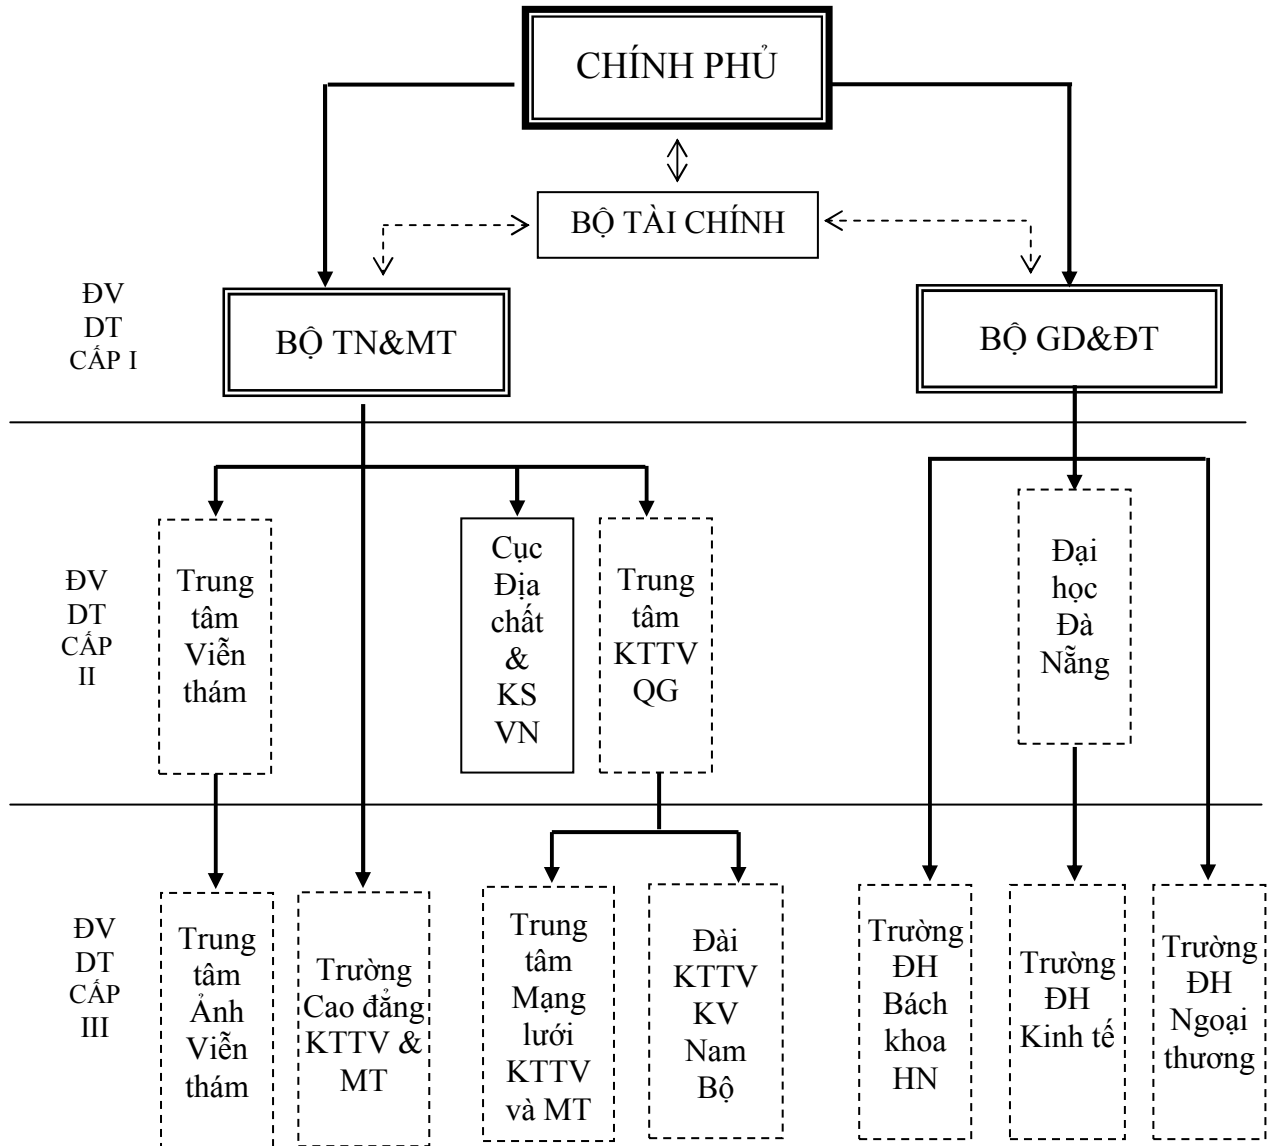 CHÍNH PHỦ
BỘ TÀI CHÍNH
ĐV
DT
CẤP I
BỘ TN&MT
BỘ GD&ĐT
ĐV
DT
CẤP
II
Trung
tâm
Viễn
thám
Cục
Địa
chất
&
KS
VN
Trung
tâm
KTTV
QG
Đại
học
Đà
Nẵng
ĐV
DT
CẤP
III
Trung
tâm
Ảnh
Viễn
thám
Trường
Cao đẳng
KTTV &
MT
Trung
tâm
Mạng
lưới
KTTV
và MT
Đài
KTTV
KV
Nam
Bộ
Trường
ĐH
Bách
khoa
HN
Trường
ĐH
Kinh tế
Trường
ĐH
Ngoại
thương